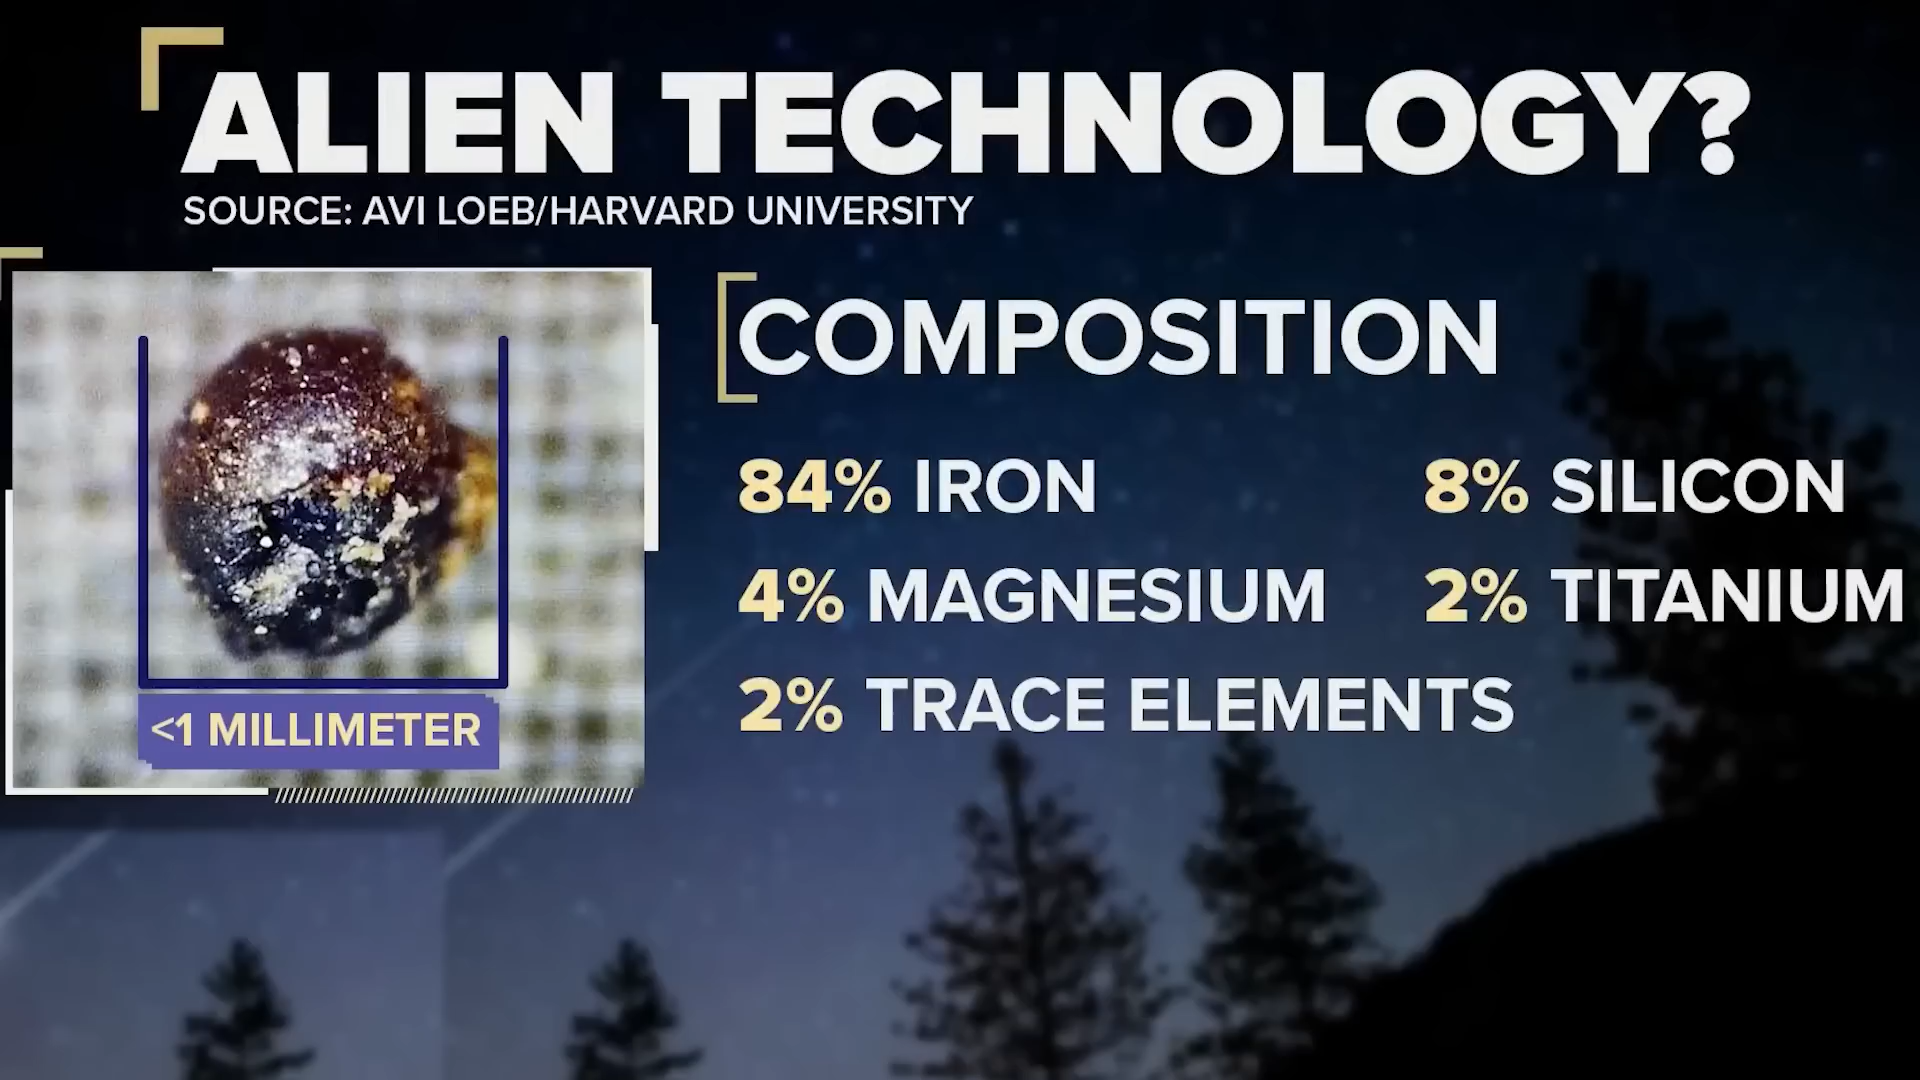 ALIEN TECHNOLOGY?
SOURCE: AVI LOEB/HARVARD UNIVERSITY
<1 MILLIMETER
COMPOSITION
84% IRON
8% SILICON
4% MAGNESIUM
2% TITANIUM
2% TRACE ELEMENTS